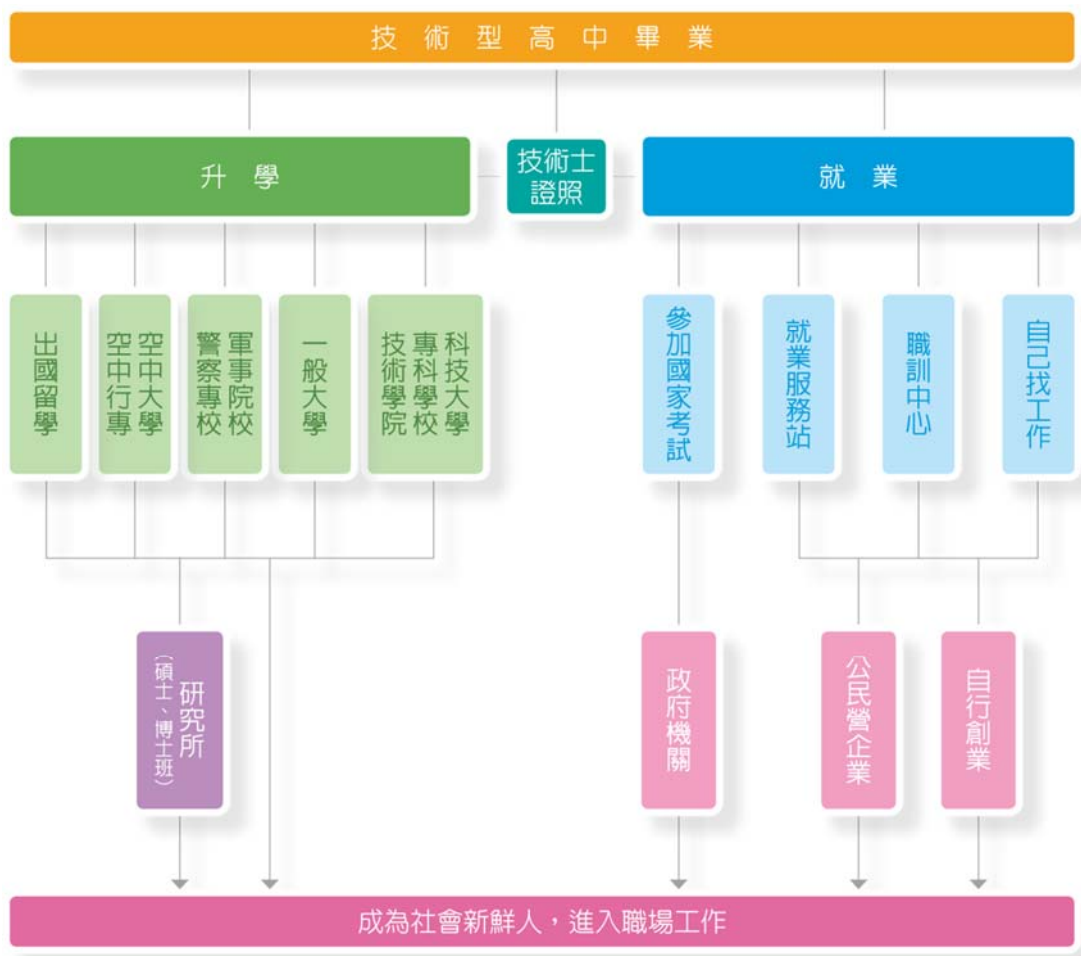 技術型高中畢業
升學
技術士
證照
就業
出國留學
空中大學
空中行專
軍事院校
警察專校
一般大學
科技大學
專科學校
技術學院
參加國家考試
就業服務站
職訓中心
自己找工作
研究所
（碩士、博士班）
政府機關
公民營企業
自行創業
成為社會新鮮人，進入職場工作